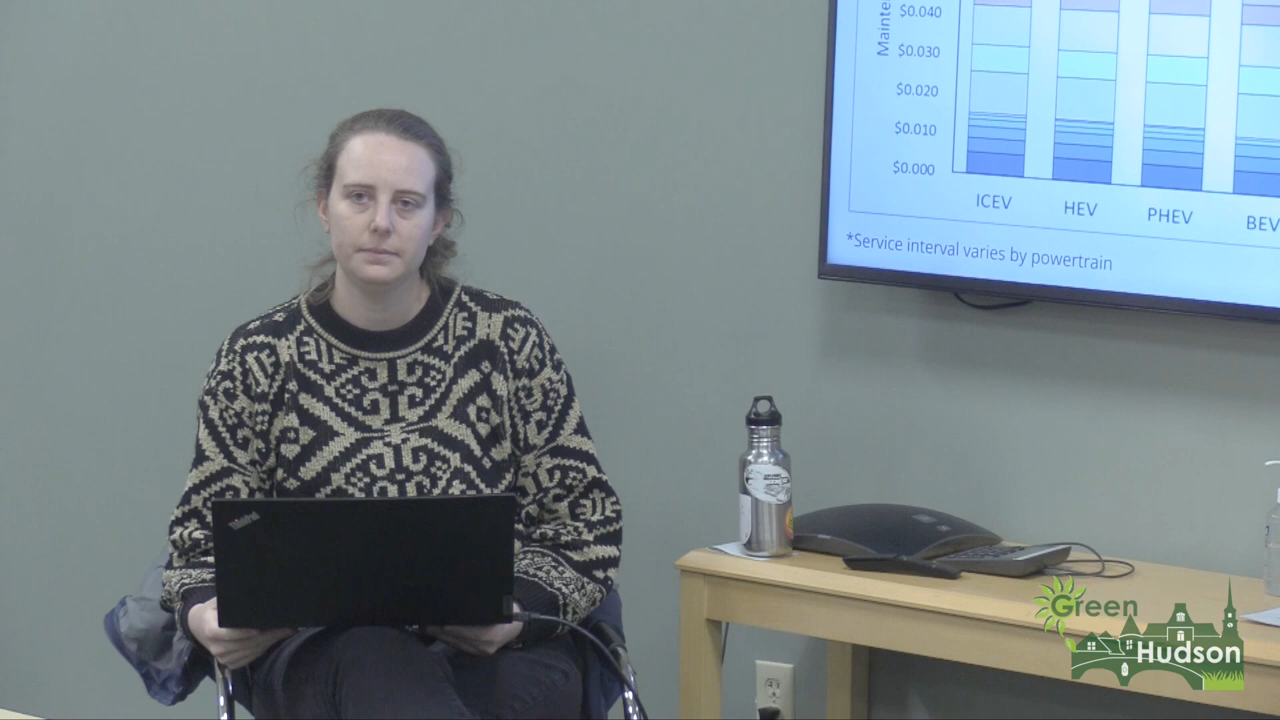 Mainte
$0.040
$0.030
$0.020
$0.010
$0.000
ICEV HEV PHEV BEV
*Service interval varies by powertrain
ThinkPad
Green
Hudson